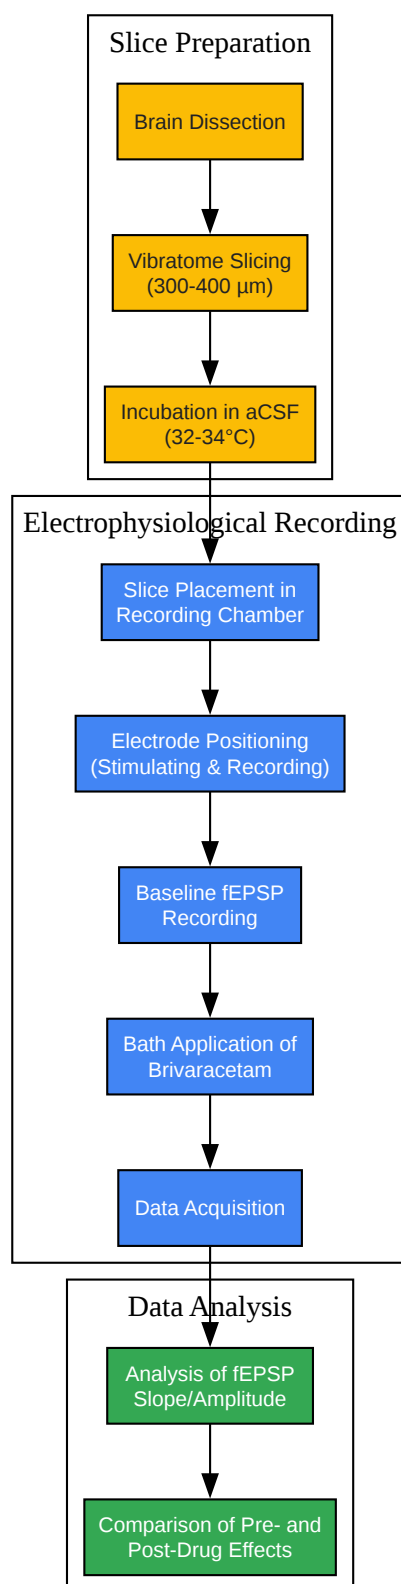 Slice Preparation
Brain Dissection
Vibratome Slicing
(300-400 µm)
Incubation in aCSF
(32-34°C)
Electrophysiological Recording
Slice Placement in
Recording Chamber
Electrode Positioning
(Stimulating & Recording)
Baseline fEPSP
Recording
Bath Application of
Brivaracetam
Data Acquisition
Data Analysis
Analysis of fEPSP
Slope/Amplitude
Comparison of Pre- and
Post-Drug Effects